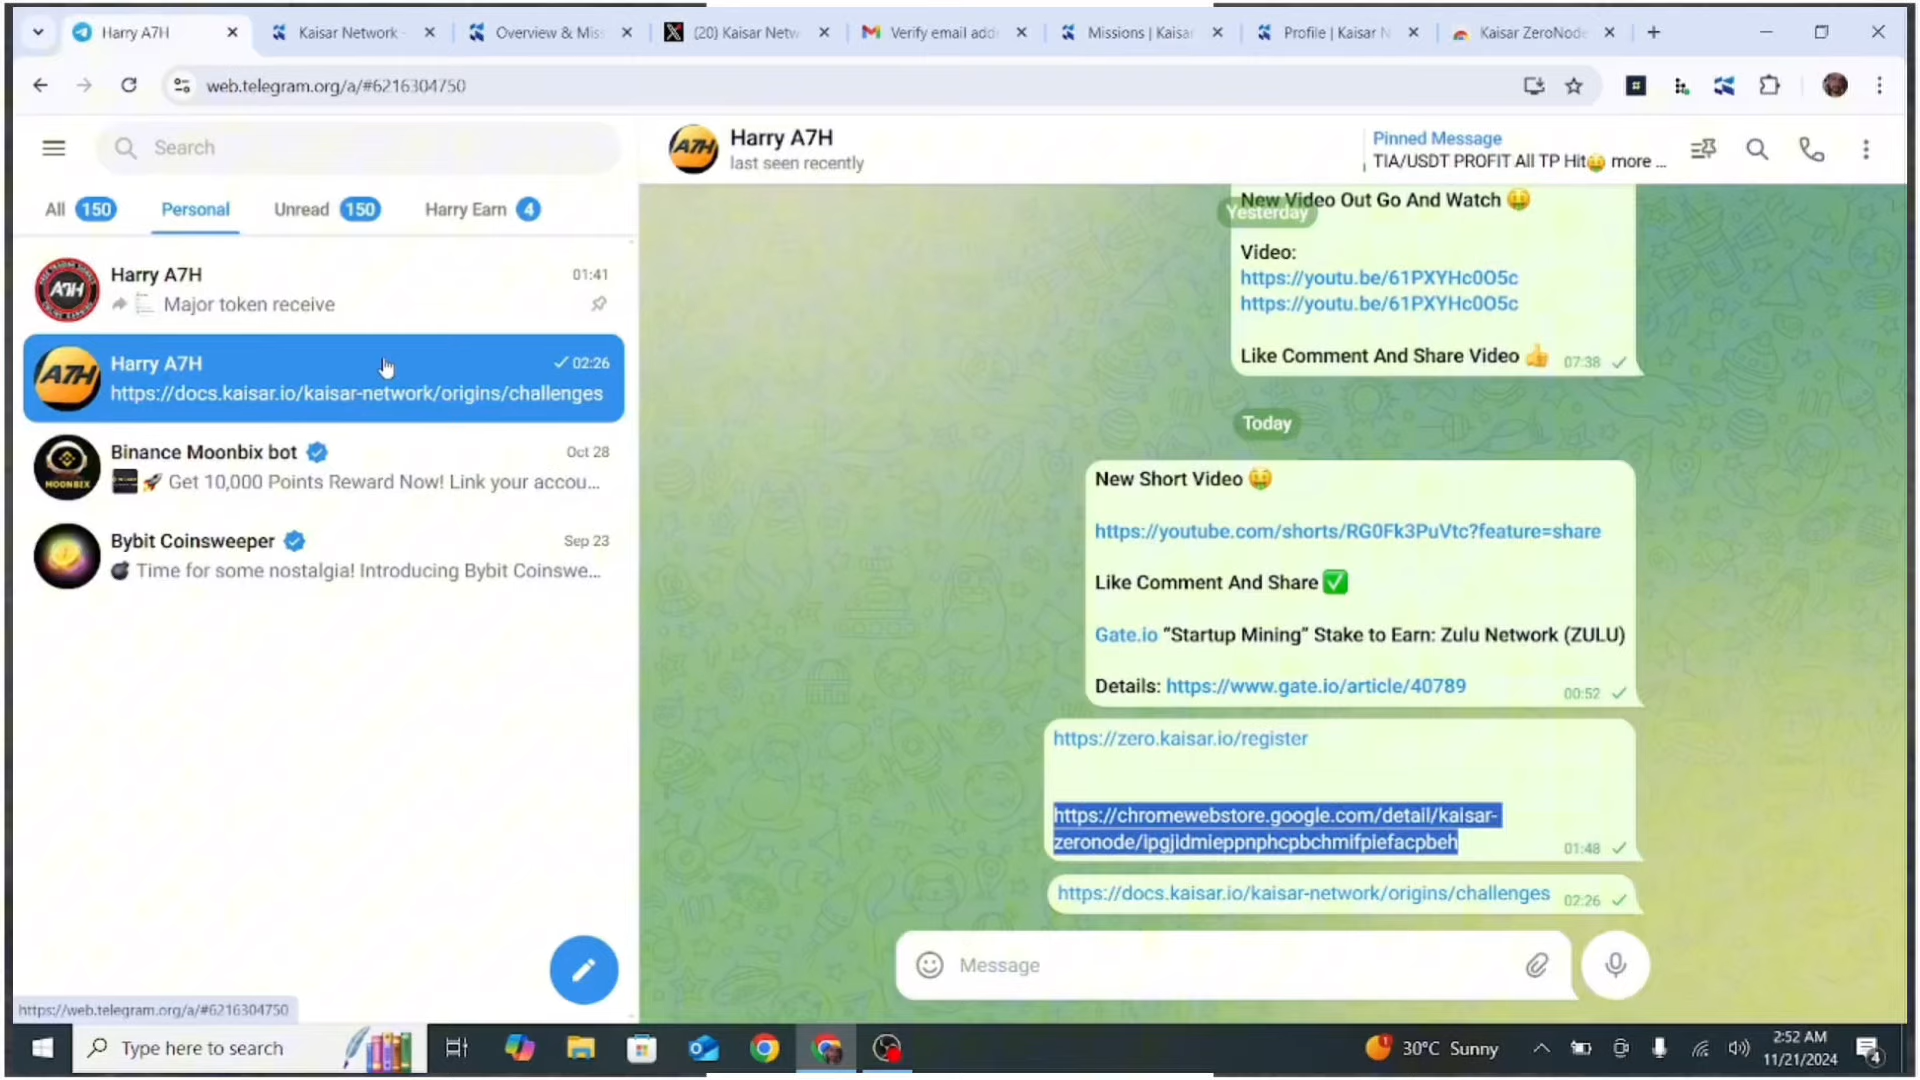 Harry A7H
Kaisar Network -
Overview & Mis
(20) Kaisar Netw
Verify email add
Missions | Kaisar
Profile | Kaisar N
Kaisar ZeroNode
web.telegram.org/a/#6216304750
Search
All 150
Personal
Unread 150
Harry Earn 4
Harry A7H
01:41
Major token receive
Harry A7H
02:26
https://docs.kaisar.io/kaisar-network/origins/challenges
Binance Moonbix bot
Oct 28
Get 10,000 Points Reward Now! Link your accou...
Bybit Coinsweeper
Sep 23
Time for some nostalgia! Introducing Bybit Coinswe...
https://web.telegram.org/a/#6216304750
A7H
A7H
MOONBIX
A7H
Harry A7H
last seen recently
Pinned Message
TIA/USDT PROFIT All TP Hit🤑 more ...
New Video Out Go And Watch 🤑
Yesterday
Video:
https://youtu.be/61PXYHc0O5c
https://youtu.be/61PXYHc0O5c
Like Comment And Share Video 👍 07:38
Today
New Short Video 🤑
https://youtube.com/shorts/RG0Fk3PuVtc?feature=share
Like Comment And Share ✅
Gate.io “Startup Mining” Stake to Earn: Zulu Network (ZULU)
Details: https://www.gate.io/article/40789 00:52
https://zero.kaisar.io/register
https://chromewebstore.google.com/detail/kaisar-
zeronode/ipgjidmieppnphcpbchmifpiefacpbeh 01:48
https://docs.kaisar.io/kaisar-network/origins/challenges 02:26
Message
Type here to search
30°C Sunny
2:52 AM
11/21/2024
4